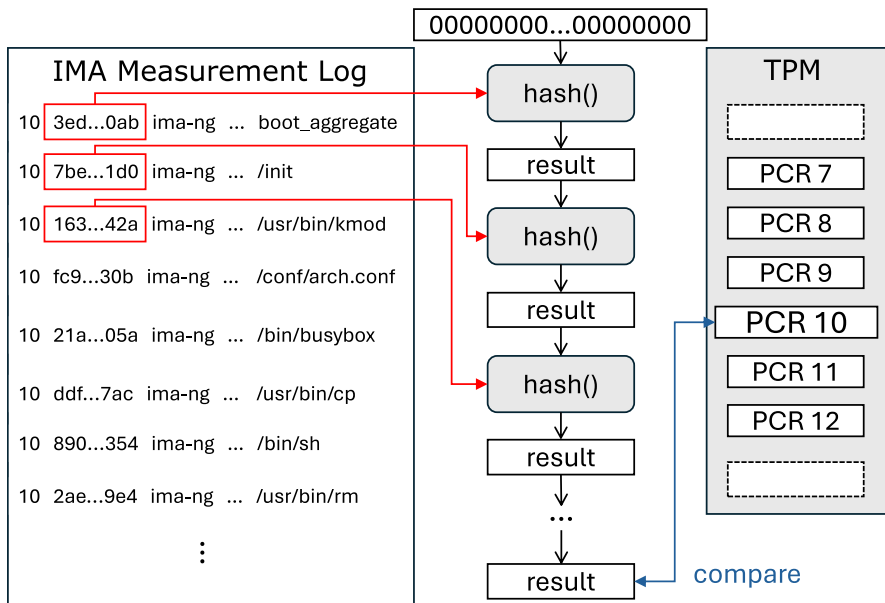 00000000...00000000
IMA Measurement Log
10 3ed...0ab ima-ng ... boot_aggregate
10 7be...1d0 ima-ng ... /init
10 163...42a ima-ng ... /usr/bin/kmod
10 fc9...30b ima-ng ... /conf/arch.conf
10 21a...05a ima-ng ... /bin/busybox
10 ddf...7ac ima-ng ... /usr/bin/cp
10 890...354 ima-ng ... /bin/sh
10 2ae...9e4 ima-ng ... /usr/bin/rm
⋮
hash()
result
hash()
result
hash()
result
...
result
TPM
PCR 7
PCR 8
PCR 9
PCR 10
PCR 11
PCR 12
compare